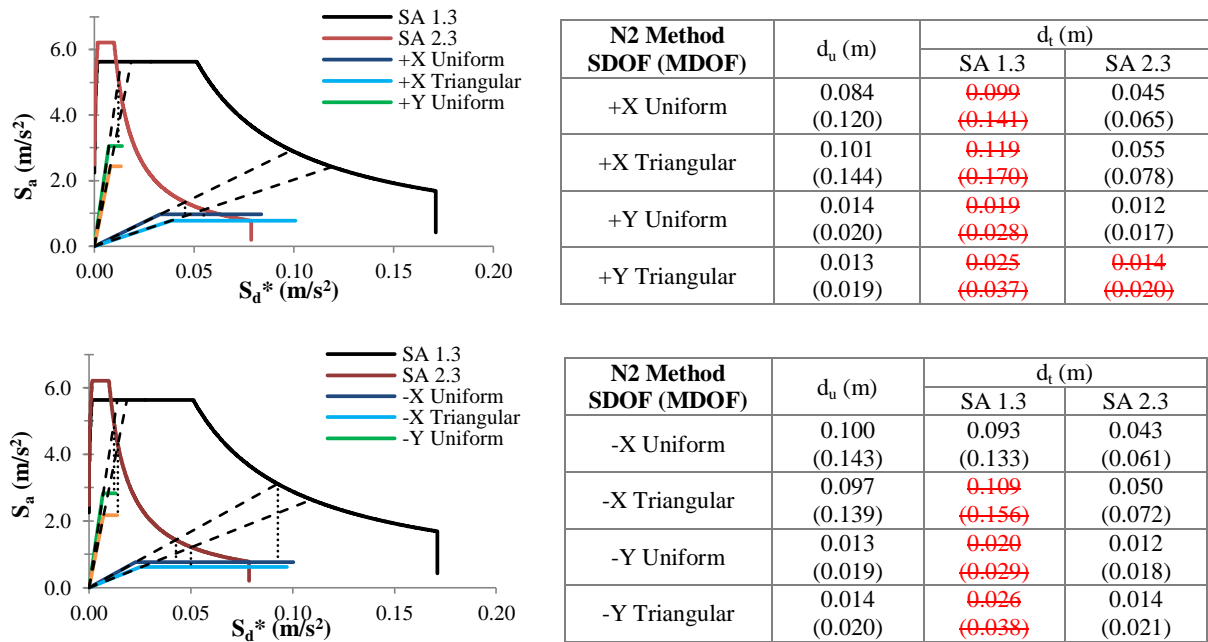 SA 1.3
SA 2.3
+X Uniform
+X Triangular
+Y Uniform
6.0
4.0
2.0
0.0
Sa (m/s²)
0.00 0.05 0.10 0.15 0.20
Sd* (m/s²)
N2 Method SDOF (MDOF) du (m) dt (m)
SA 1.3 SA 2.3
+X Uniform 0.084 0.099 0.045
(0.120) (0.141) (0.065)
+X Triangular 0.101 0.119 0.055
(0.144) (0.170) (0.078)
+Y Uniform 0.014 0.019 0.012
(0.020) (0.028) (0.017)
+Y Triangular 0.013 0.025 0.014
(0.019) (0.037) (0.020)
SA 1.3
SA 2.3
-X Uniform
-X Triangular
-Y Uniform
6.0
4.0
2.0
0.0
Sa (m/s²)
0.00 0.05 0.10 0.15 0.20
Sd* (m/s²)
N2 Method SDOF (MDOF) du (m) dt (m)
SA 1.3 SA 2.3
-X Uniform 0.100 0.093 0.043
(0.143) (0.133) (0.061)
-X Triangular 0.097 0.109 0.050
(0.139) (0.156) (0.072)
-Y Uniform 0.013 0.020 0.012
(0.019) (0.029) (0.018)
-Y Triangular 0.014 0.026 0.014
(0.020) (0.038) (0.021)